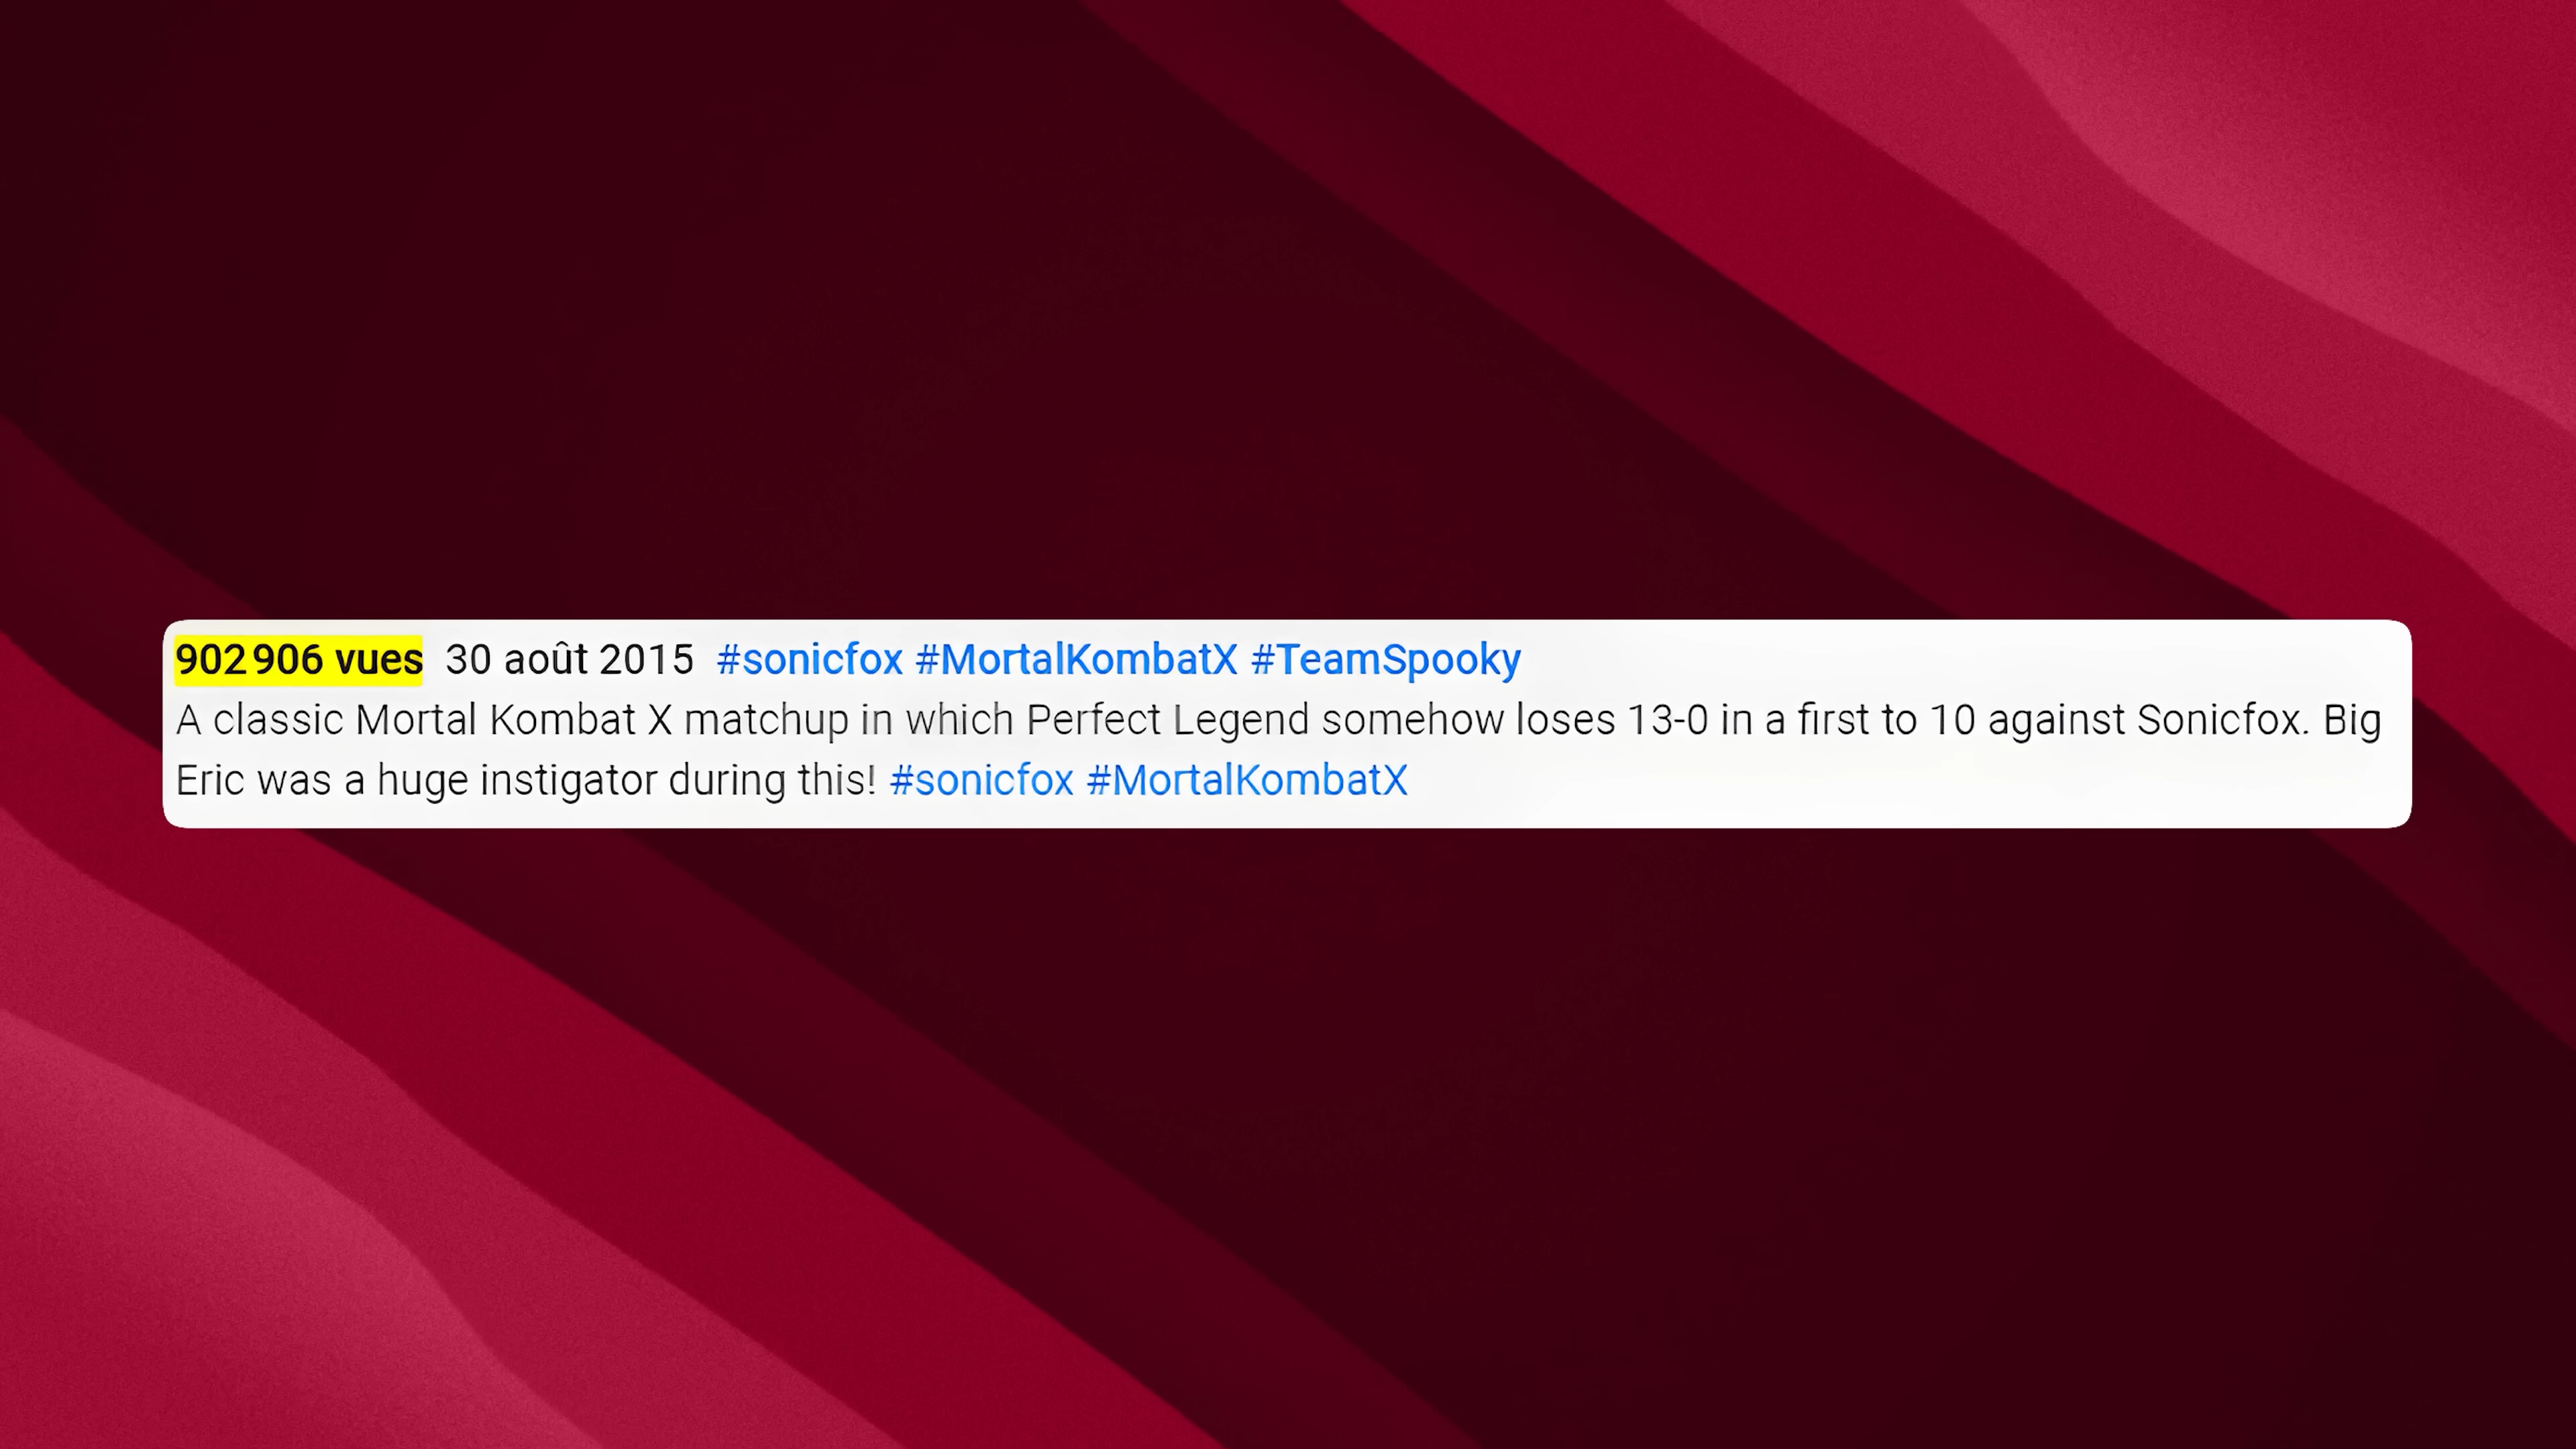 902 906 vues 30 août 2015 #sonicfox #MortalKombatX #TeamSpooky
A classic Mortal Kombat X matchup in which Perfect Legend somehow loses 13-0 in a first to 10 against Sonicfox. Big
Eric was a huge instigator during this! #sonicfox #MortalKombatX